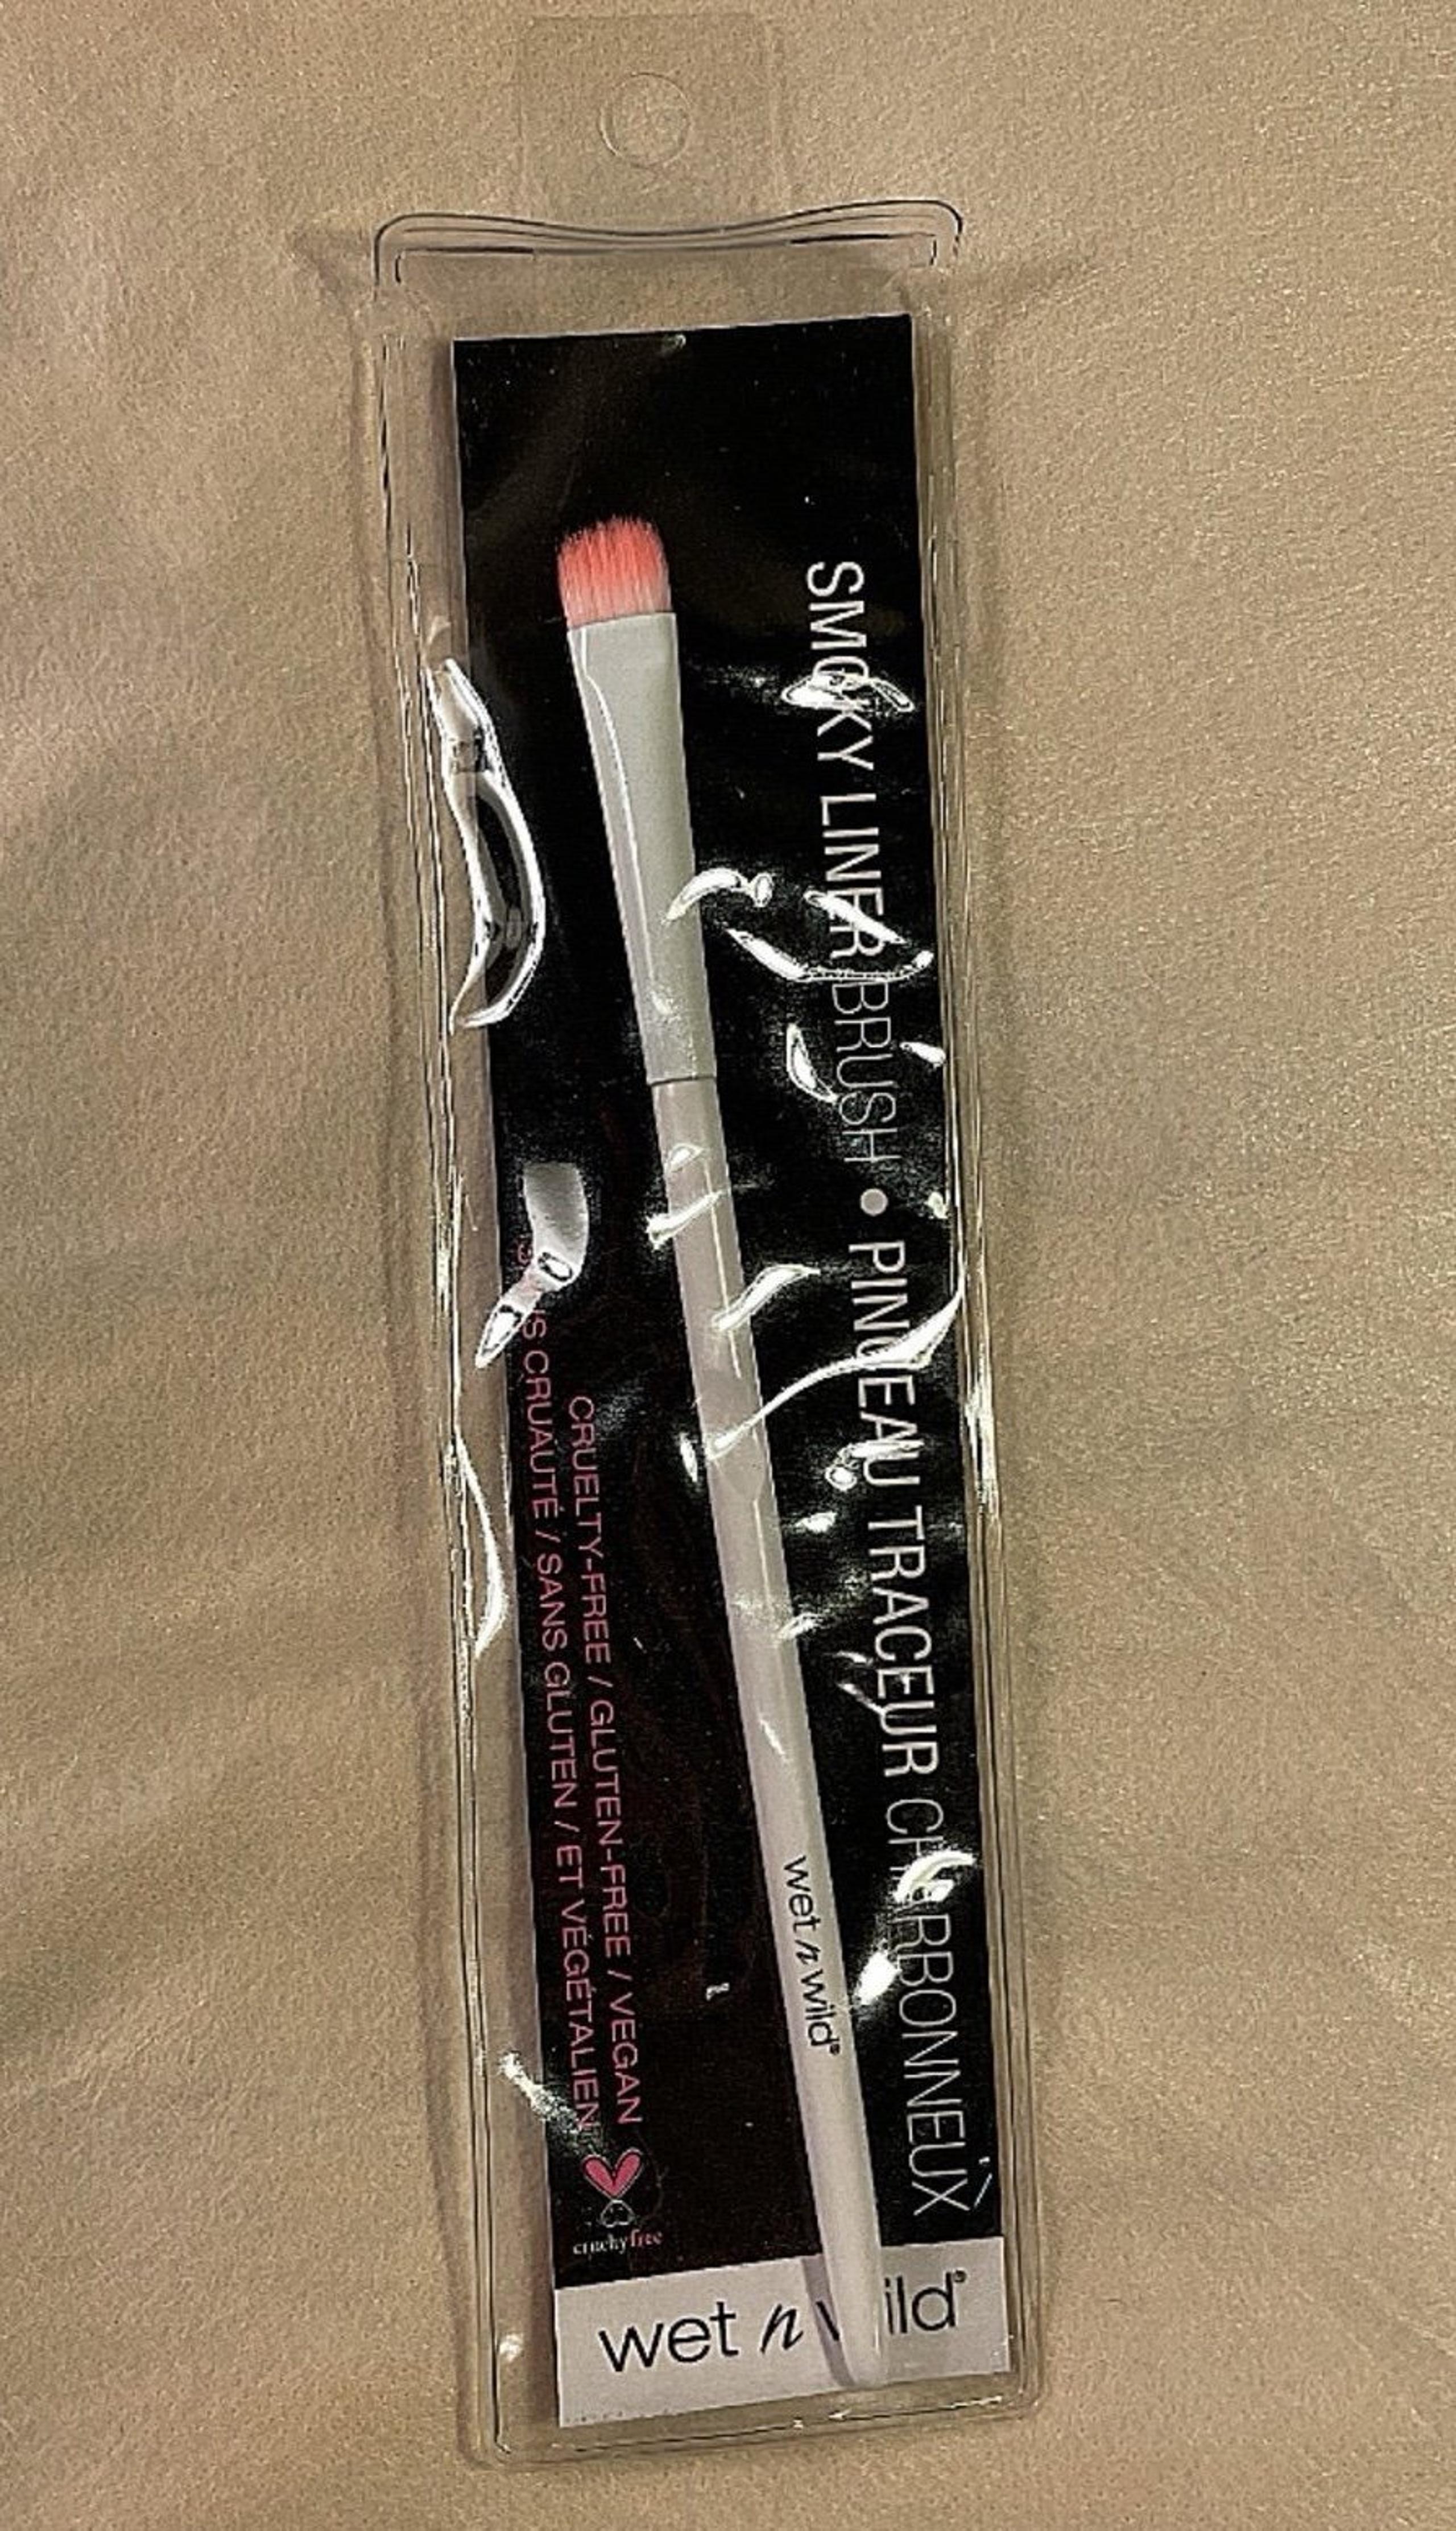 SMOKY LINER BRUSH • PINCEAU TRACEUR CHARBONNEUX
CRUELTY-FREE / GLUTEN-FREE / VEGAN
CRUAUTÉ / SANS GLUTEN / ET VÉGÉTALIEN
wet n wild®
crueltyfree
wet n wild®